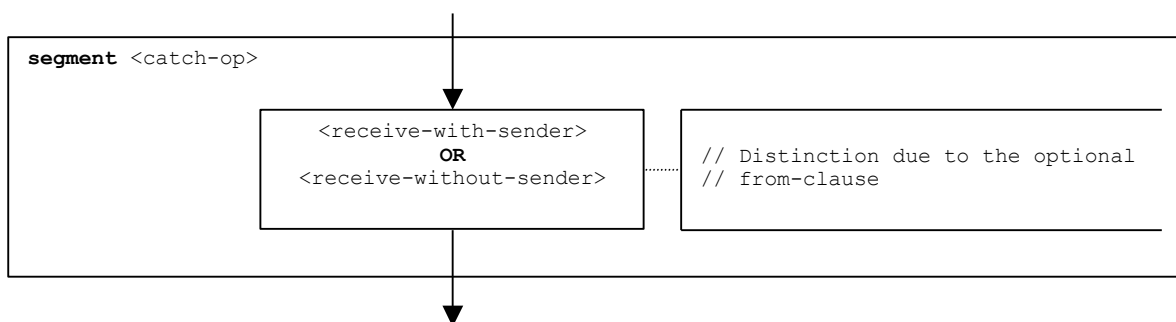 segment <catch-op>
<receive-with-sender>
OR
<receive-without-sender>
// Distinction due to the optional
// from-clause